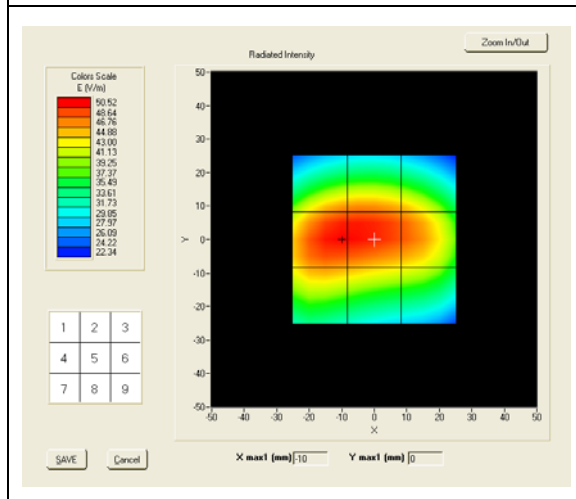 Zoom In/Out
Radiated Intensity
Colors Scale
E (V/m)
50.52
48.64
46.76
44.88
43.00
41.13
39.25
37.37
35.49
33.61
31.73
29.85
27.97
26.09
24.22
22.34
50
40
30
20
10
0
-10
-20
-30
-40
-50
Y
-50 -40 -30 -20 -10 0 10 20 30 40 50
X
1 2 3
4 5 6
7 8 9
SAVE
Cancel
X max1 (mm) -10
Y max1 (mm) 0